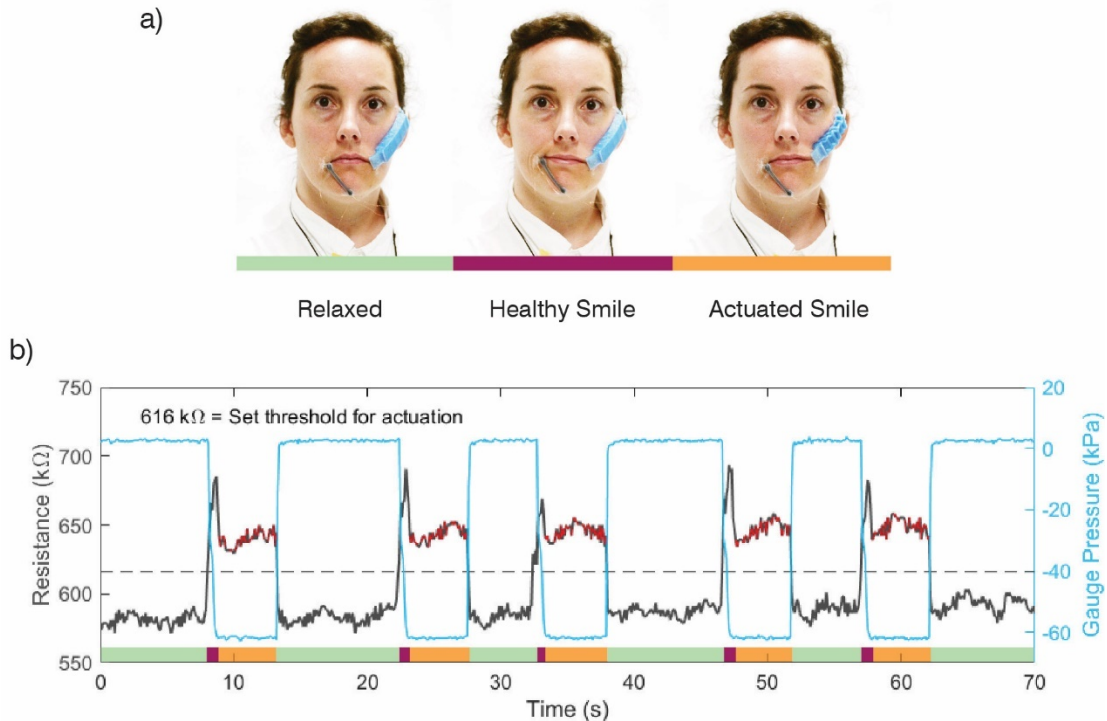 a)
Relaxed
Healthy Smile
Actuated Smile
b)
616 kΩ = Set threshold for actuation
Resistance (kΩ)
750
700
650
600
550
Gauge Pressure (kPa)
20
0
-20
-40
-60
0
10
20
30
40
50
60
70
Time (s)